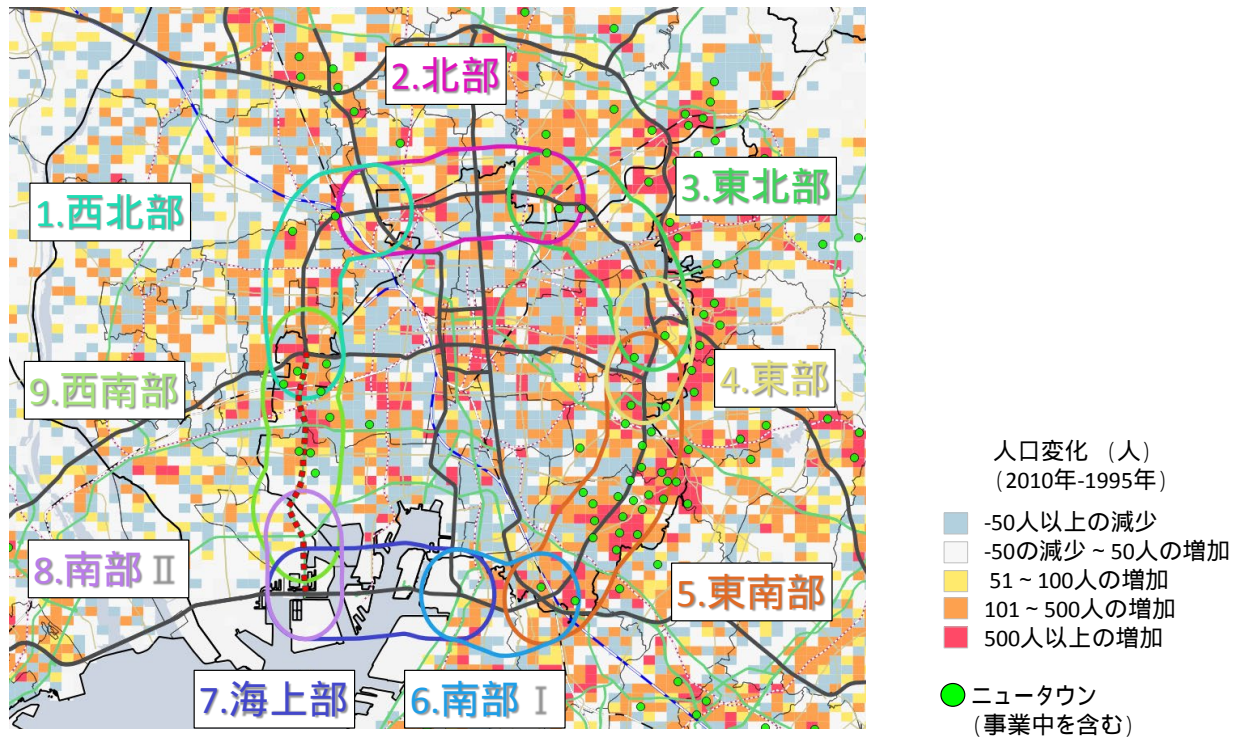 2.北部
3.東北部
1.西北部
9.西南部
4.東部
8.南部Ⅱ
5.東南部
7.海上部
6.南部Ⅰ
人口変化 (人)
(2010年-1995年)
-50人以上の減少
-50の減少~50人の増加
51~100人の増加
101~500人の増加
500人以上の増加
ニュータウン
(事業中を含む)